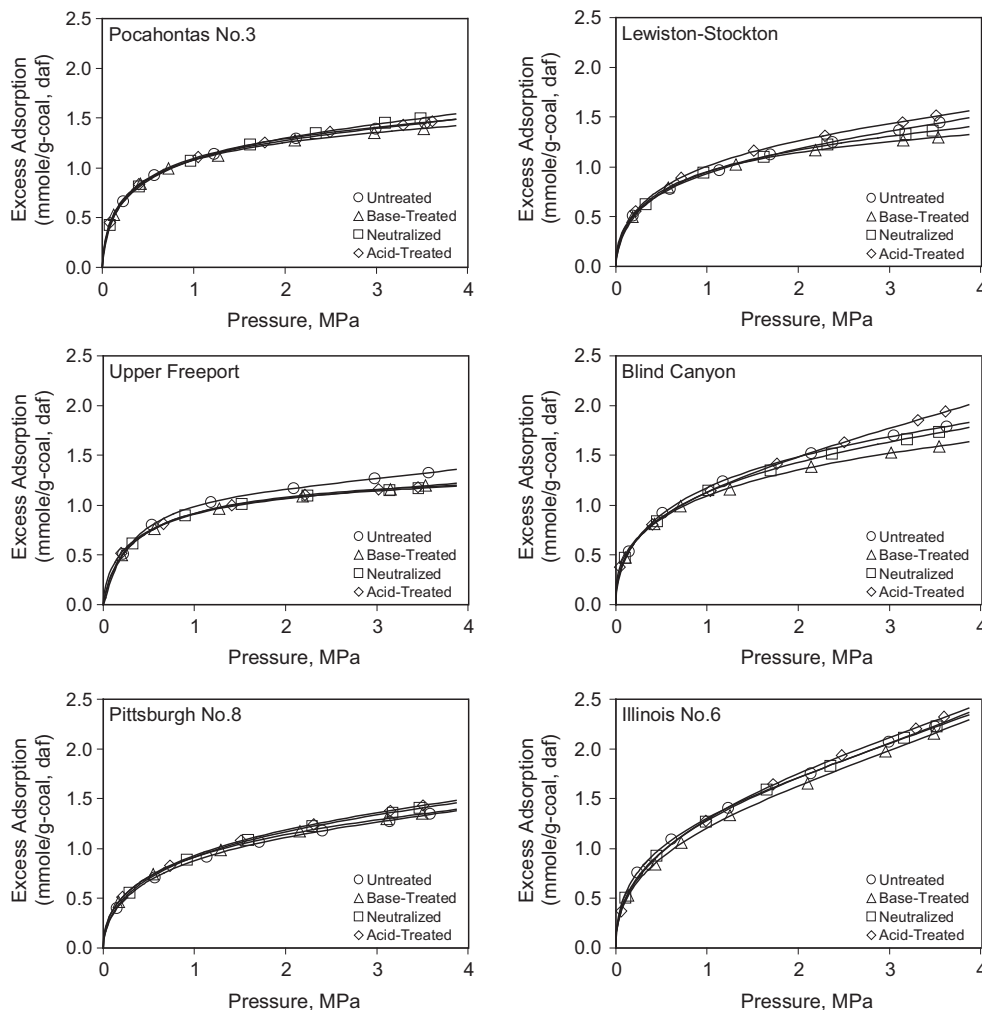 Pocahontas No.3
Excess Adsorption
(mmole/g-coal, daf)
2.5
2.0
1.5
1.0
0.5
0.0
Untreated
Base-Treated
Neutralized
Acid-Treated
0 1 2 3 4
Pressure, MPa
Lewiston-Stockton
Excess Adsorption
(mmole/g-coal, daf)
2.5
2.0
1.5
1.0
0.5
0.0
Untreated
Base-Treated
Neutralized
Acid-Treated
0 1 2 3 4
Pressure, MPa
Upper Freeport
Excess Adsorption
(mmole/g-coal, daf)
2.5
2.0
1.5
1.0
0.5
0.0
Untreated
Base-Treated
Neutralized
Acid-Treated
0 1 2 3 4
Pressure, MPa
Blind Canyon
Excess Adsorption
(mmole/g-coal, daf)
2.5
2.0
1.5
1.0
0.5
0.0
Untreated
Base-Treated
Neutralized
Acid-Treated
0 1 2 3 4
Pressure, MPa
Pittsburgh No.8
Excess Adsorption
(mmole/g-coal, daf)
2.5
2.0
1.5
1.0
0.5
0.0
Untreated
Base-Treated
Neutralized
Acid-Treated
0 1 2 3 4
Pressure, MPa
Illinois No.6
Excess Adsorption
(mmole/g-coal, daf)
2.5
2.0
1.5
1.0
0.5
0.0
Untreated
Base-Treated
Neutralized
Acid-Treated
0 1 2 3 4
Pressure, MPa